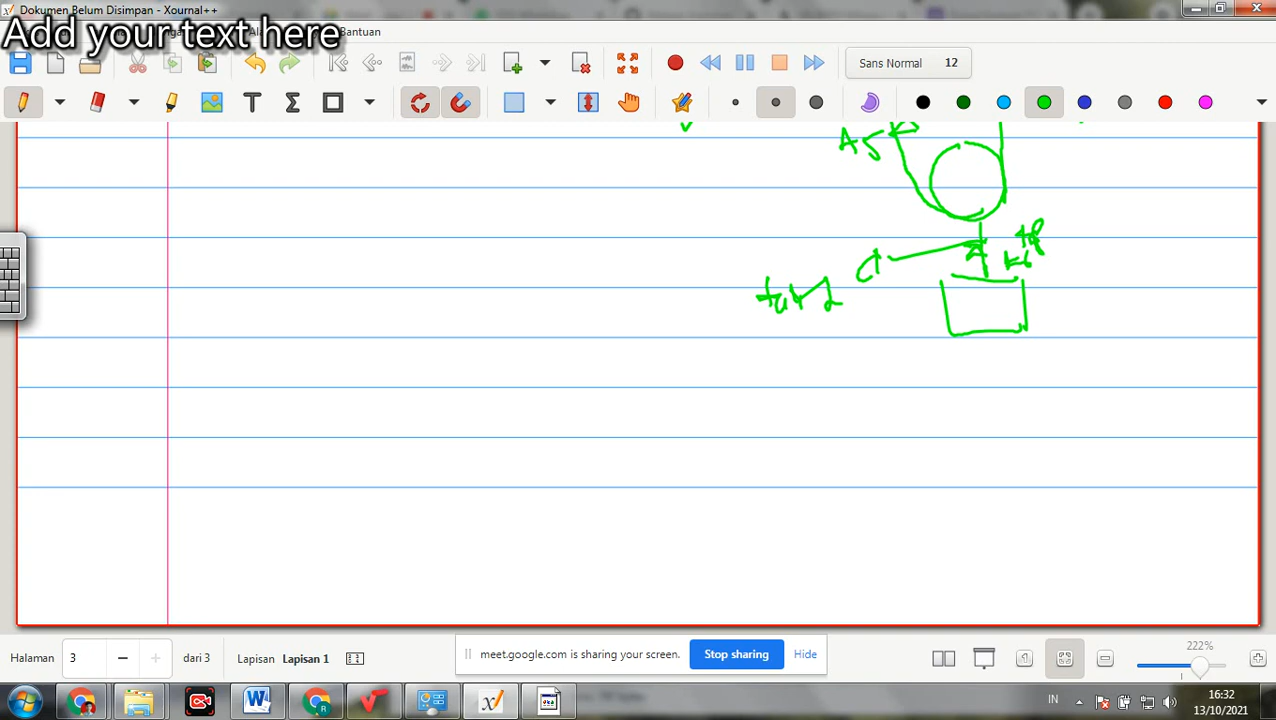 Dokumen Belum Disimpan - Xournal++
Add your text here
Bantuan
Sans Normal 12
A5
Halaman 3 dari 3 Lapisan Lapisan 1
meet.google.com is sharing your screen. Stop sharing Hide
222%
IN
16:32
13/10/2021